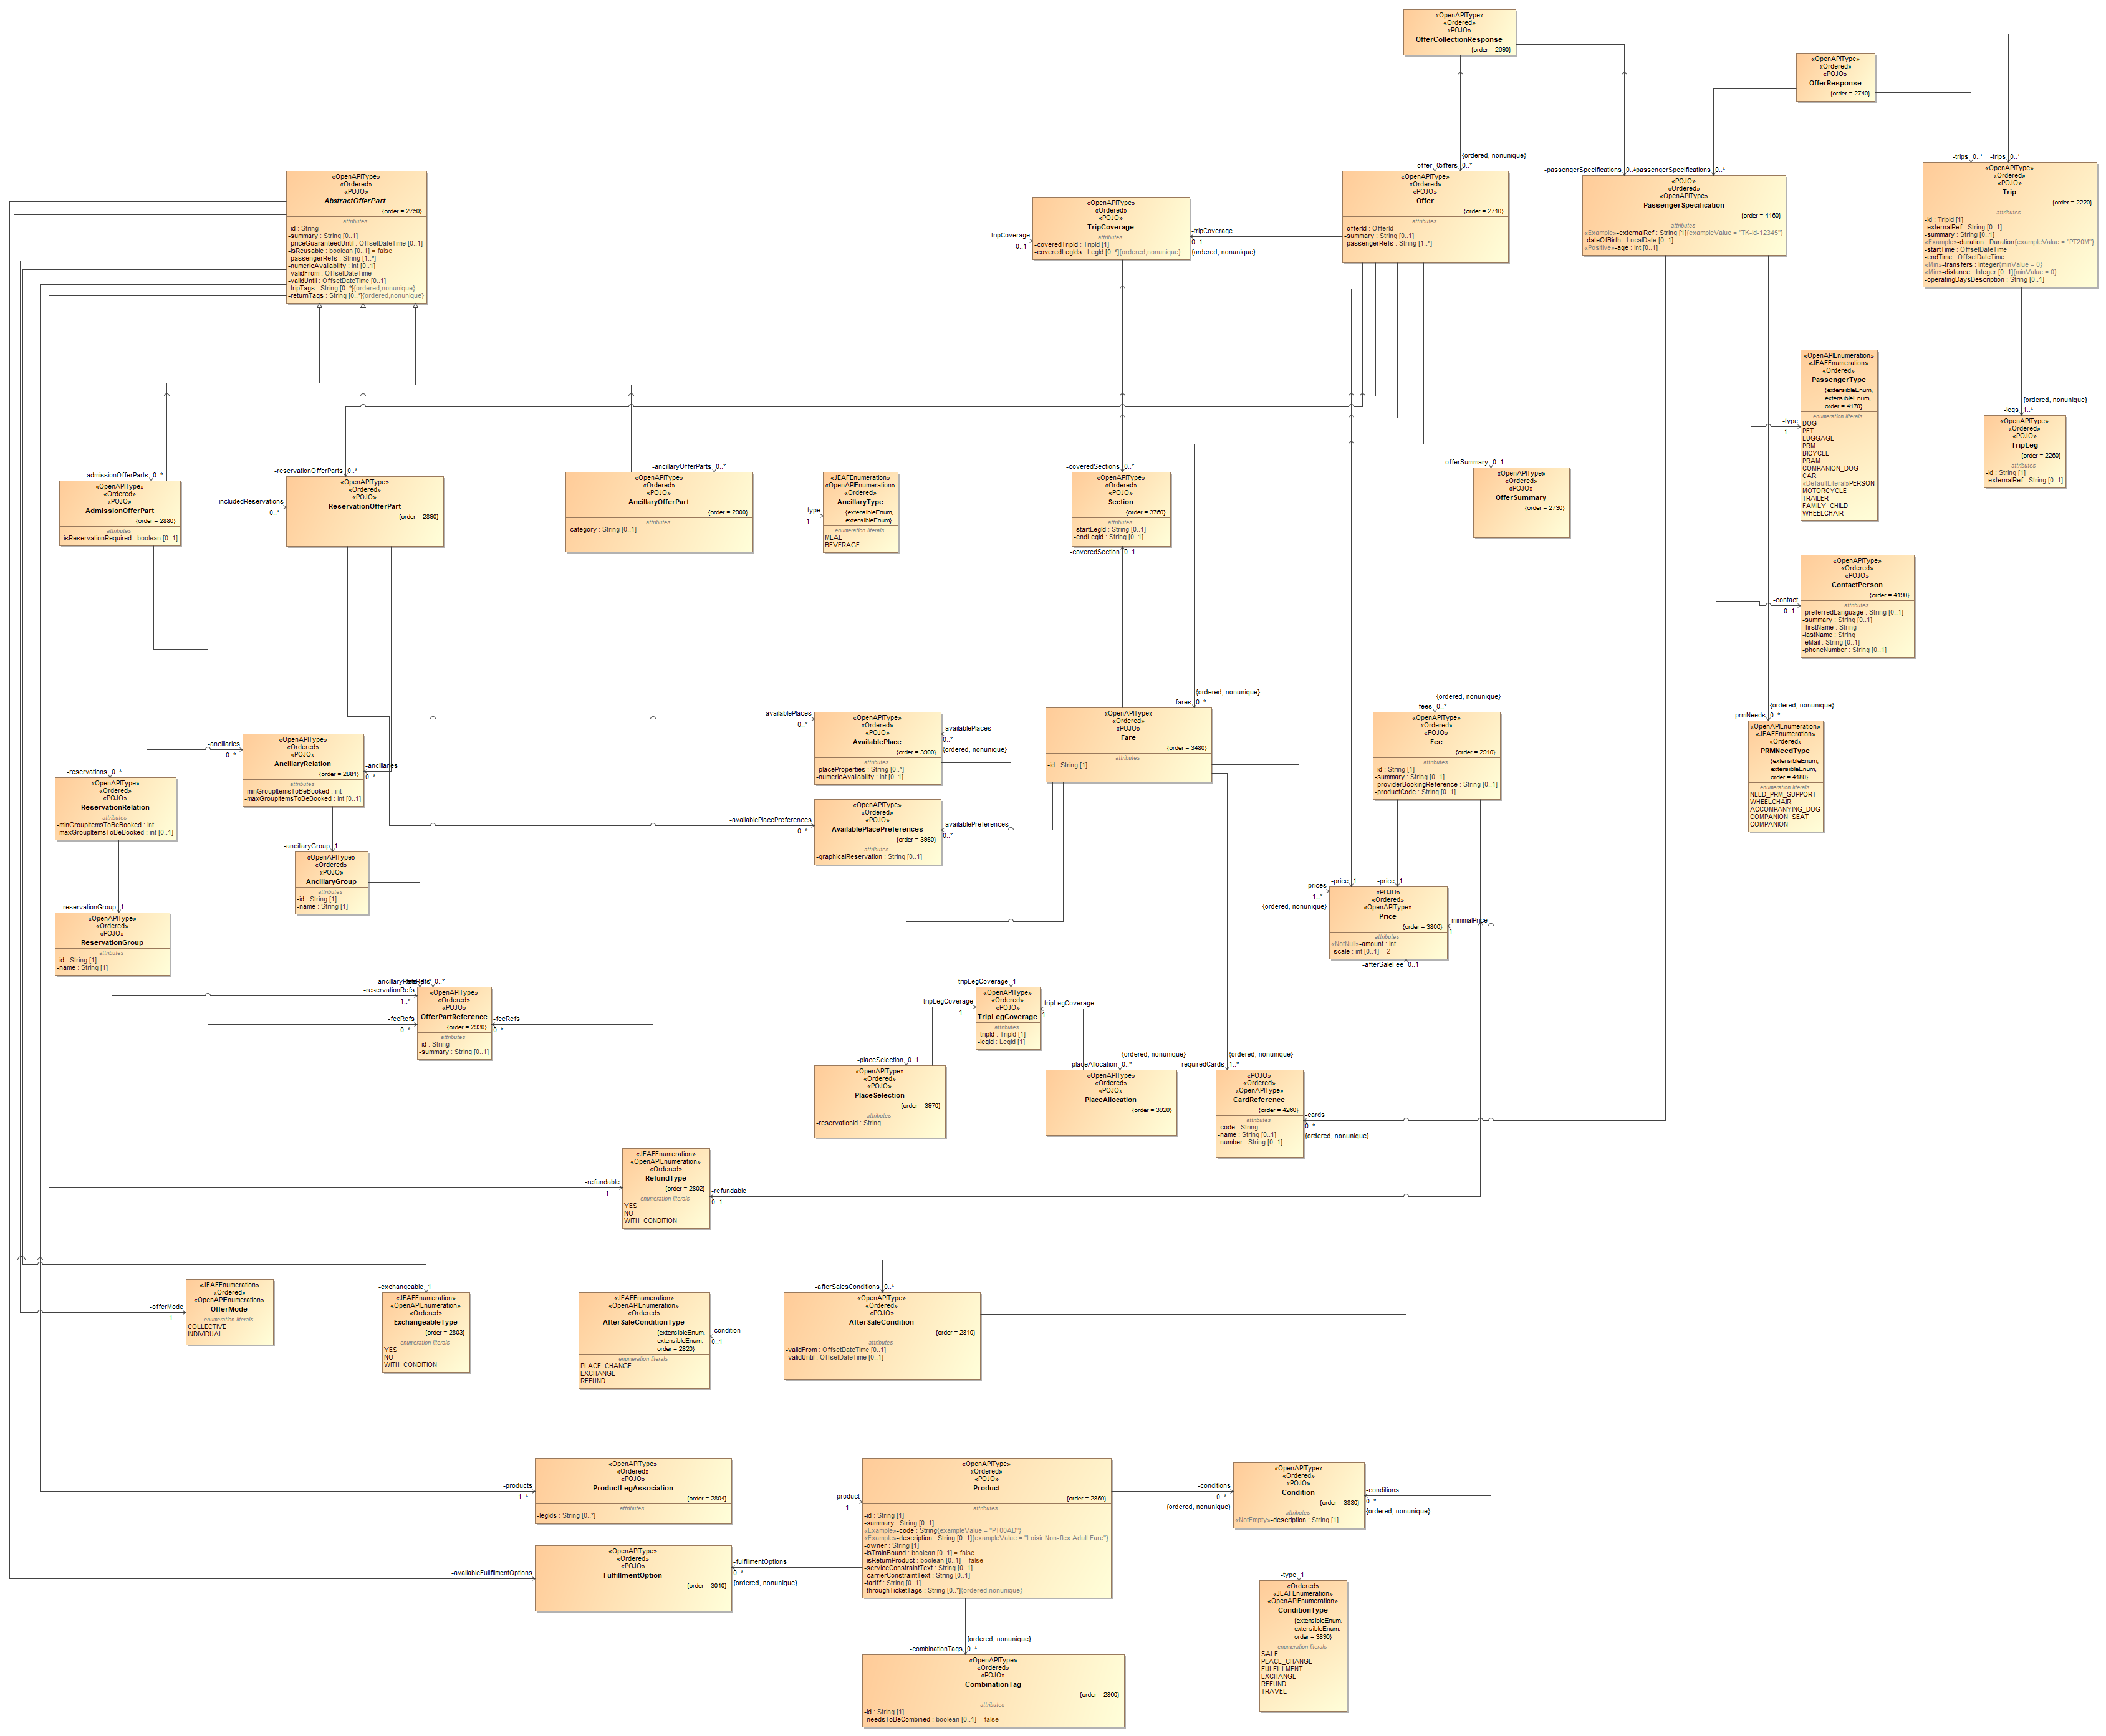 «OpenAPIType»
«Ordered»
«POJO»
OfferCollectionResponse
{order = 2690}
«OpenAPIType»
«Ordered»
«POJO»
OfferResponse
{order = 2740}
{ordered, nonunique}
-offer
-offers
0..*
-passengerSpecifications
-passengerSpecifications
0..*
-trips
0..*
-trips
0..*
«OpenAPIType»
«Ordered»
«POJO»
AbstractOfferPart
{order = 2760}
attributes
-id : String
-summary : String [0..1]
-priceGuaranteedUntil : OffsetDateTime [0..1]
-isReusable : boolean [0..1] = false
-passengerRefs : String [1..*]
-numericAvailability : int [0..1]
-validFrom : OffsetDateTime
-validUntil : OffsetDateTime [0..1]
-tripTags : String [0..*]{ordered,nonunique}
-returnTags : String [0..*]{ordered,nonunique}
-tripCoverage
0..1
«OpenAPIType»
«Ordered»
«POJO»
TripCoverage
attributes
-coveredTripId : TripId [1]
-coveredLegIds : LegId [0..*]{ordered,nonunique}
-tripCoverage
0..1
{ordered, nonunique}
«OpenAPIType»
«Ordered»
«POJO»
Offer
{order = 2710}
attributes
-offerId : OfferId
-summary : String [0..1]
-passengerRefs : String [1..*]
«POJO»
«Ordered»
«OpenAPIType»
PassengerSpecification
{order = 4160}
attributes
«Example»-externalRef : String [1]{exampleValue = "TK-id-12345"}
-dateOfBirth : LocalDate [0..1]
«Positive»-age : int [0..1]
«OpenAPIType»
«Ordered»
«POJO»
Trip
{order = 2220}
attributes
-id : TripId [1]
-externalRef : String [0..1]
-summary : String [0..1]
«Example»-duration : Duration{exampleValue = "PT20M"}
-startTime : OffsetDateTime
-endTime : OffsetDateTime
«Min»-transfers : Integer{minValue = 0}
«Min»-distance : Integer [0..1]{minValue = 0}
-operatingDaysDescription : String [0..1]
«OpenAPIEnumeration»
«JEAFEnumeration»
«Ordered»
PassengerType
{extensibleEnum,
extensibleEnum,
order = 4170}
enumeration literals
DOG
PET
LUGGAGE
PRM
BICYCLE
PRAM
COMPANION_DOG
CAR
«DefaultLiteral»PERSON
MOTORCYCLE
TRAILER
FAMILY_CHILD
WHEELCHAIR
-type
1
{ordered, nonunique}
-legs
1..*
«OpenAPIType»
«Ordered»
«POJO»
TripLeg
{order = 2260}
attributes
-id : String [1]
-externalRef : String [0..1]
-admissionOfferParts
0..*
«OpenAPIType»
«Ordered»
«POJO»
AdmissionOfferPart
{order = 2880}
attributes
-isReservationRequired : boolean [0..1]
-includedReservations
0..*
-reservationOfferParts
0..*
«OpenAPIType»
«Ordered»
«POJO»
ReservationOfferPart
{order = 2890}
-ancillaryOfferParts
0..*
«OpenAPIType»
«Ordered»
«POJO»
AncillaryOfferPart
{order = 2900}
attributes
-category : String [0..1]
-type
1
«JEAFEnumeration»
«OpenAPIEnumeration»
«Ordered»
AncillaryType
{extensibleEnum,
extensibleEnum}
enumeration literals
MEAL
BEVERAGE
-coveredSections
0..*
«OpenAPIType»
«Ordered»
«POJO»
Section
{order = 3760}
attributes
-startLegId : String [0..1]
-endLegId : String [0..1]
-coveredSection
0..1
-offerSummary
0..1
«OpenAPIType»
«Ordered»
«POJO»
OfferSummary
{order = 2730}
«OpenAPIType»
«Ordered»
«POJO»
ContactPerson
{order = 4190}
attributes
-preferredLanguage : String [0..1]
-summary : String [0..1]
-firstName : String
-lastName : String
-eMail : String [0..1]
-phoneNumber : String [0..1]
-contact
0..1
{ordered, nonunique}
-fares
0..*
{ordered, nonunique}
-fees
0..*
{ordered, nonunique}
-prmNeeds
0..*
«OpenAPIEnumeration»
«JEAFEnumeration»
«Ordered»
PRMNeedType
{extensibleEnum,
extensibleEnum,
order = 4180}
enumeration literals
NEED_PRM_SUPPORT
WHEELCHAIR
ACCOMPANYING_DOG
COMPANION_SEAT
COMPANION
-availablePlaces
0..*
«OpenAPIType»
«Ordered»
«POJO»
AvailablePlace
{order = 3900}
attributes
-placeProperties : String [0..*]
-numericAvailability : int [0..1]
-availablePlaces
0..*
{ordered, nonunique}
«OpenAPIType»
«Ordered»
«POJO»
Fare
{order = 3480}
attributes
-id : String [1]
«OpenAPIType»
«Ordered»
«POJO»
Fee
{order = 2910}
attributes
-id : String [1]
-summary : String [0..1]
-providerBookingReference : String [0..1]
-productCode : String [0..1]
-ancillaries
0..*
«OpenAPIType»
«Ordered»
«POJO»
AncillaryRelation
{order = 2881}
attributes
-minGroupItemsToBeBooked : int
-maxGroupItemsToBeBooked : int [0..1]
-ancillaries
0..*
-reservations
0..*
«OpenAPIType»
«Ordered»
«POJO»
ReservationRelation
attributes
-minGroupItemsToBeBooked : int
-maxGroupItemsToBeBooked : int [0..1]
-availablePlacePreferences
0..*
«OpenAPIType»
«Ordered»
«POJO»
AvailablePlacePreferences
{order = 3980}
attributes
-graphicalReservation : String [0..1]
-availablePreferences
0..*
-ancillaryGroup
1
«OpenAPIType»
«Ordered»
«POJO»
AncillaryGroup
attributes
-id : String [1]
-name : String [1]
-reservationGroup
1
«OpenAPIType»
«Ordered»
«POJO»
ReservationGroup
attributes
-id : String [1]
-name : String [1]
-prices
1..*
{ordered, nonunique}
-price
1
-price
1
«POJO»
«Ordered»
«OpenAPIType»
Price
{order = 3800}
attributes
«NotNull»-amount : int
-scale : int [0..1] = 2
-minimalPrice
1
-afterSaleFee
0..1
0..*
-reservationRefs
1..*
-feeRefs
0..*
«OpenAPIType»
«Ordered»
«POJO»
OfferPartReference
{order = 2930}
attributes
-id : String
-summary : String [0..1]
-feeRefs
0..*
-tripLegCoverage
1
-tripLegCoverage
1
«OpenAPIType»
«Ordered»
«POJO»
TripLegCoverage
attributes
-tripId : TripId [1]
-legId : LegId [1]
-tripLegCoverage
1
-placeSelection
0..1
«OpenAPIType»
«Ordered»
«POJO»
PlaceSelection
{order = 3970}
attributes
-reservationId : String
{ordered, nonunique}
-placeAllocation
0..*
«OpenAPIType»
«Ordered»
«POJO»
PlaceAllocation
{order = 3920}
{ordered, nonunique}
-requiredCards
1..*
«POJO»
«Ordered»
«OpenAPIType»
CardReference
{order = 4260}
attributes
-code : String
-name : String [0..1]
-number : String [0..1]
-cards
0..*
{ordered, nonunique}
-refundable
1
«JEAFEnumeration»
«OpenAPIEnumeration»
«Ordered»
RefundType
{order = 2802}
enumeration literals
YES
NO
WITH_CONDITION
-refundable
0..1
-offerMode
1
«JEAFEnumeration»
«Ordered»
«OpenAPIEnumeration»
OfferMode
enumeration literals
COLLECTIVE
INDIVIDUAL
-exchangeable
1
«JEAFEnumeration»
«OpenAPIEnumeration»
«Ordered»
ExchangeableType
{order = 2803}
enumeration literals
YES
NO
WITH_CONDITION
«JEAFEnumeration»
«OpenAPIEnumeration»
«Ordered»
AfterSaleConditionType
{extensibleEnum,
extensibleEnum,
order = 2820}
enumeration literals
PLACE_CHANGE
EXCHANGE
REFUND
-condition
0..1
-afterSalesConditions
0..*
«OpenAPIType»
«Ordered»
«POJO»
AfterSaleCondition
{order = 2810}
attributes
-validFrom : OffsetDateTime [0..1]
-validUntil : OffsetDateTime [0..1]
-products
1..*
«OpenAPIType»
«Ordered»
«POJO»
ProductLegAssociation
{order = 2804}
attributes
-legIds : String [0..*]
-product
1
«OpenAPIType»
«Ordered»
«POJO»
Product
{order = 2850}
attributes
-id : String [1]
-summary : String [0..1]
«Example»-code : String{exampleValue = "PT00AD"}
«Example»-description : String [0..1]{exampleValue = "Loisir Non-flex Adult Fare"}
-owner : String [1]
-isTrainBound : boolean [0..1] = false
-isReturnProduct : boolean [0..1] = false
-serviceConstraintText : String [0..1]
-carrierConstraintText : String [0..1]
-tariff : String [0..1]
-throughTicketTags : String [0..*]{ordered,nonunique}
-conditions
0..*
{ordered, nonunique}
«OpenAPIType»
«Ordered»
«POJO»
Condition
{order = 3880}
attributes
«NotEmpty»-description : String [1]
-conditions
0..*
{ordered, nonunique}
-availableFullfilmentOptions
«OpenAPIType»
«Ordered»
«POJO»
FulfillmentOption
{order = 3010}
-fulfillmentOptions
0..*
{ordered, nonunique}
-type
1
«Ordered»
«JEAFEnumeration»
«OpenAPIEnumeration»
ConditionType
{extensibleEnum,
extensibleEnum,
order = 3890}
enumeration literals
SALE
PLACE_CHANGE
FULFILLMENT
EXCHANGE
REFUND
TRAVEL
{ordered, nonunique}
-combinationTags
0..*
«OpenAPIType»
«Ordered»
«POJO»
CombinationTag
{order = 2860}
attributes
-id : String [1]
-needsToBeCombined : boolean [0..1] = false